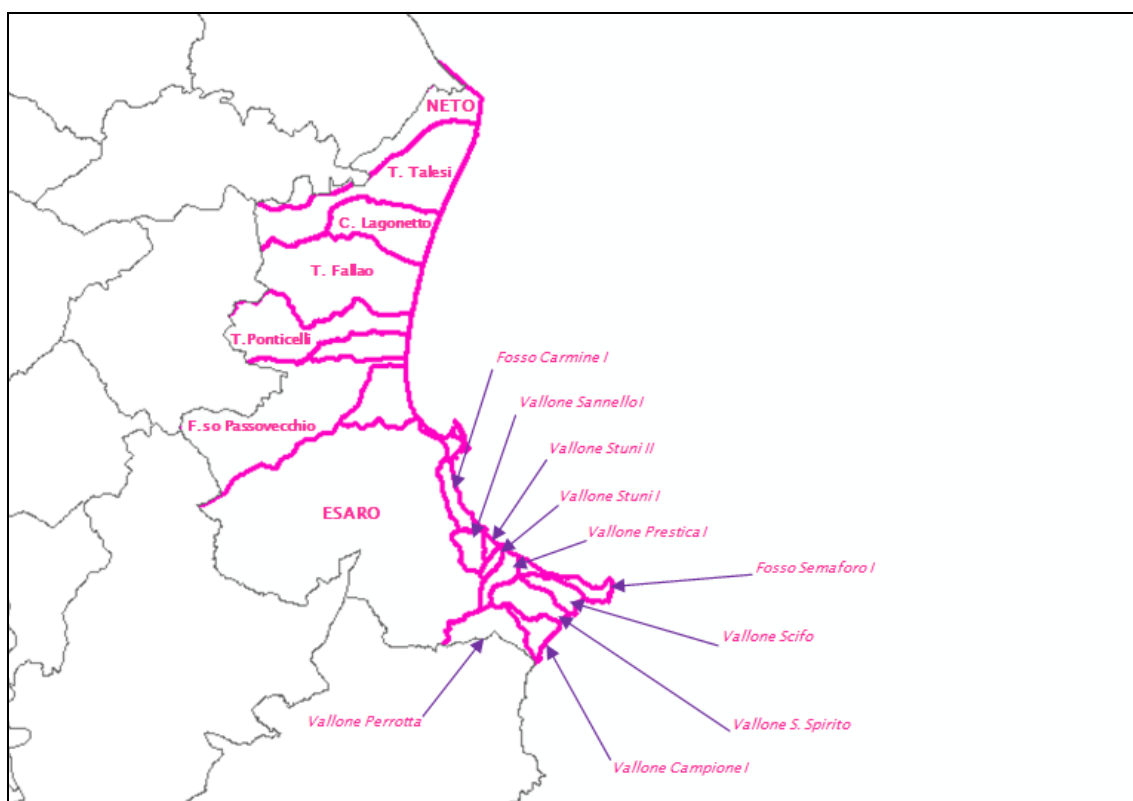 NETO
T. Talesi
C. Lagonetto
T. Fallao
T.Ponticelli
Fosso Carmine I
Vallone Sannello I
F.so Passovecchio
Vallone Stuni II
Vallone Stuni I
ESARO
Vallone Prestica I
Fosso Semaforo I
Vallone Scifo
Vallone Perrotta
Vallone S. Spirito
Vallone Campione I